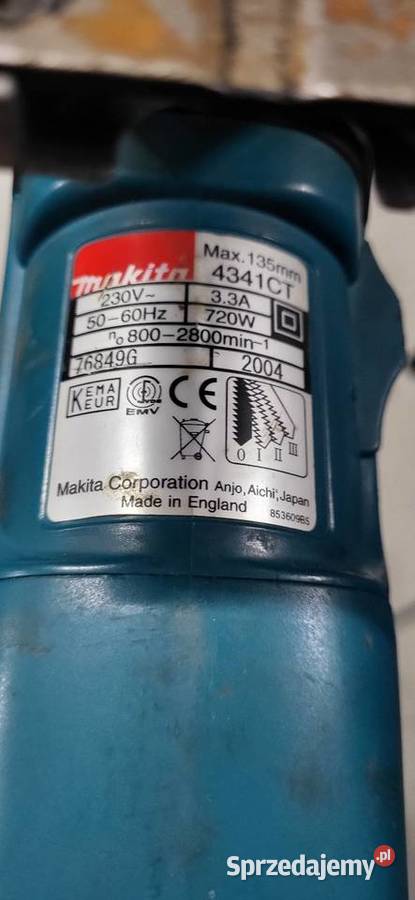 Max.135mm
makita 4341CT
230V~ 3.3A
50-60Hz 720W
n₀ 800-2800min-1
76849G 2004
KEMA
KEUR
CE
EMV
0 I II III
Makita Corporation Anjo, Aichi, Japan
Made in England 853609B5
Sprzedajemy.pl